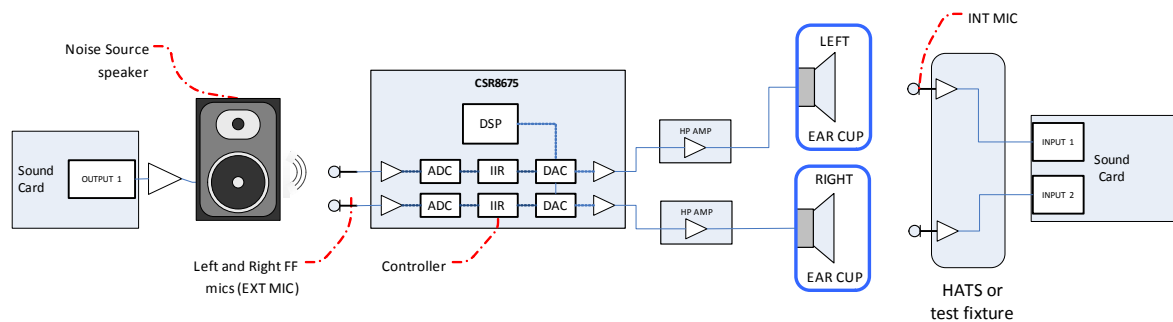 Noise Source
speaker
Sound
Card
OUTPUT 1
Left and Right FF
mics (EXT MIC)
CSR8675
DSP
ADC
IIR
DAC
ADC
IIR
DAC
Controller
HP AMP
HP AMP
LEFT
EAR CUP
RIGHT
EAR CUP
INT MIC
HATS or
test fixture
INPUT 1
INPUT 2
Sound
Card